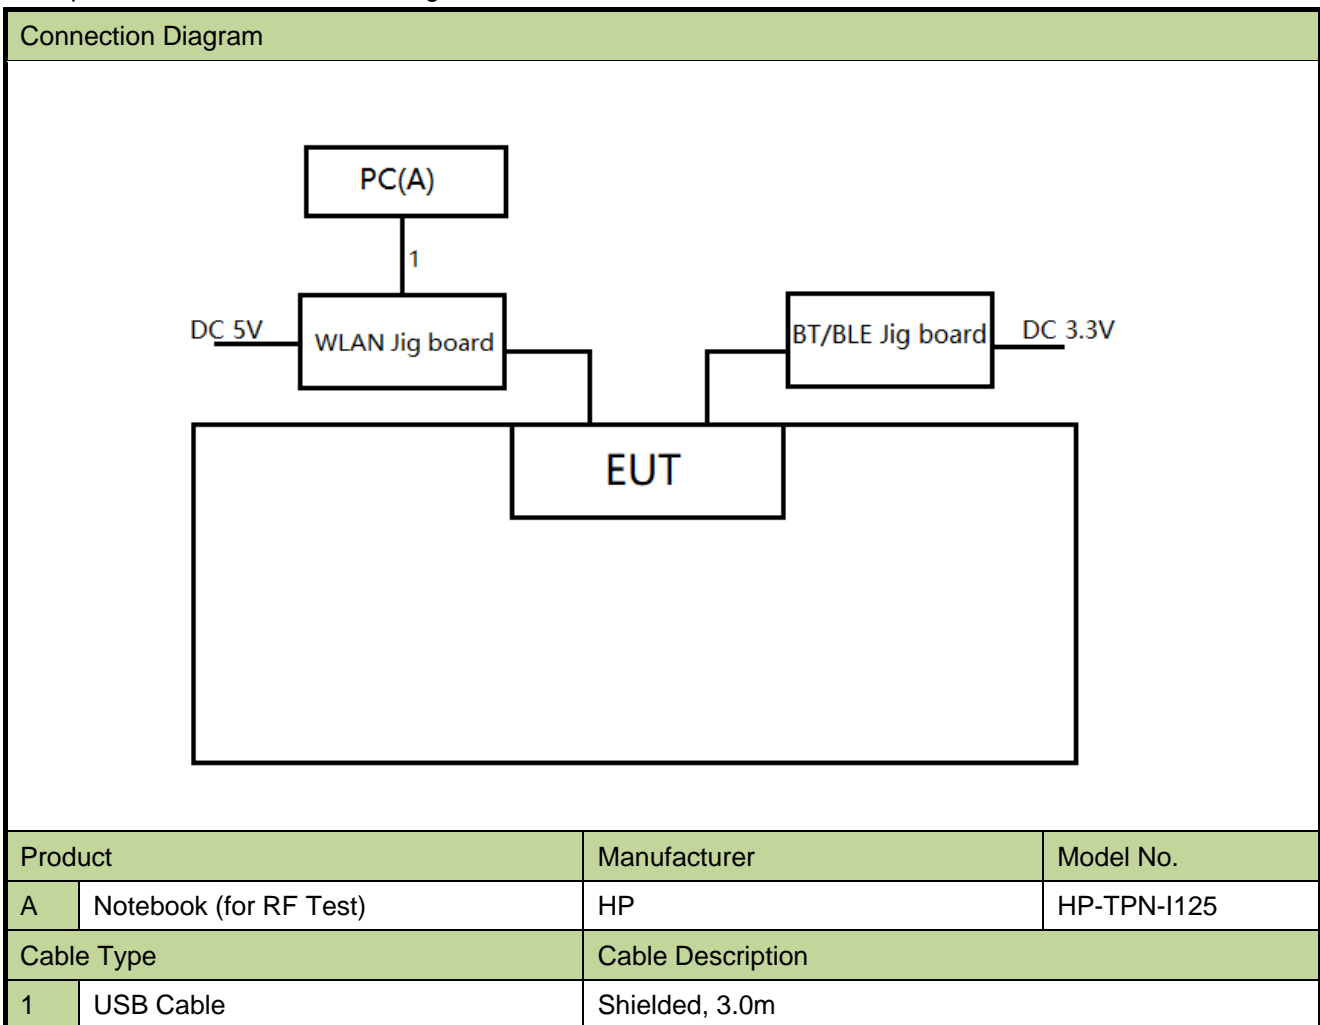 Connection Diagram
PC(A)
1
DC 5V
WLAN Jig board
BT/BLE Jig board
DC 3.3V
EUT
Product Manufacturer Model No.
A Notebook (for RF Test) HP HP-TPN-I125
Cable Type Cable Description
1 USB Cable Shielded, 3.0m